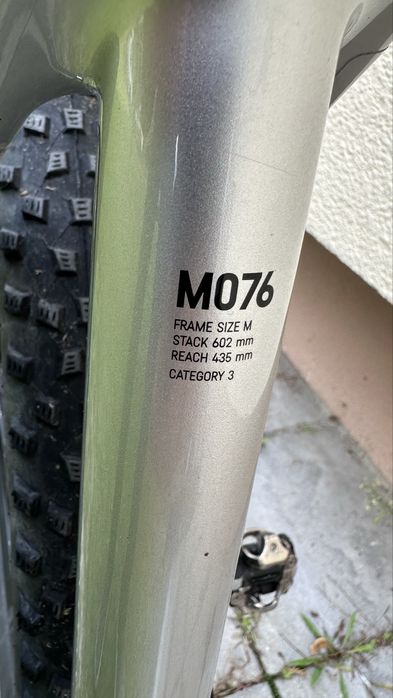 M076
FRAME SIZE M
STACK 602 mm
REACH 435 mm
CATEGORY 3